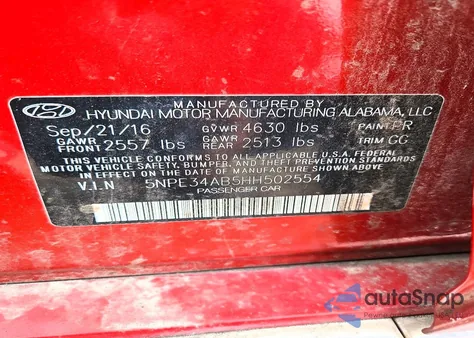 MANUFACTURED BY
HYUNDAI MOTOR MANUFACTURING ALABAMA, LLC
Sep/21/16 GVWR 4630 lbs PAINT PR
GAWR FRONT 2557 lbs GAWR REAR 2513 lbs TRIM GG
THIS VEHICLE CONFORMS TO ALL APPLICABLE U.S. FEDERAL
MOTOR VEHICLE SAFETY, BUMPER, AND THEFT PREVENTION STANDARDS
IN EFFECT ON THE DATE OF MANUFACTURE SHOWN ABOVE.
V.I.N 5NPE34AB5HH502554
PASSENGER CAR
autoSnap